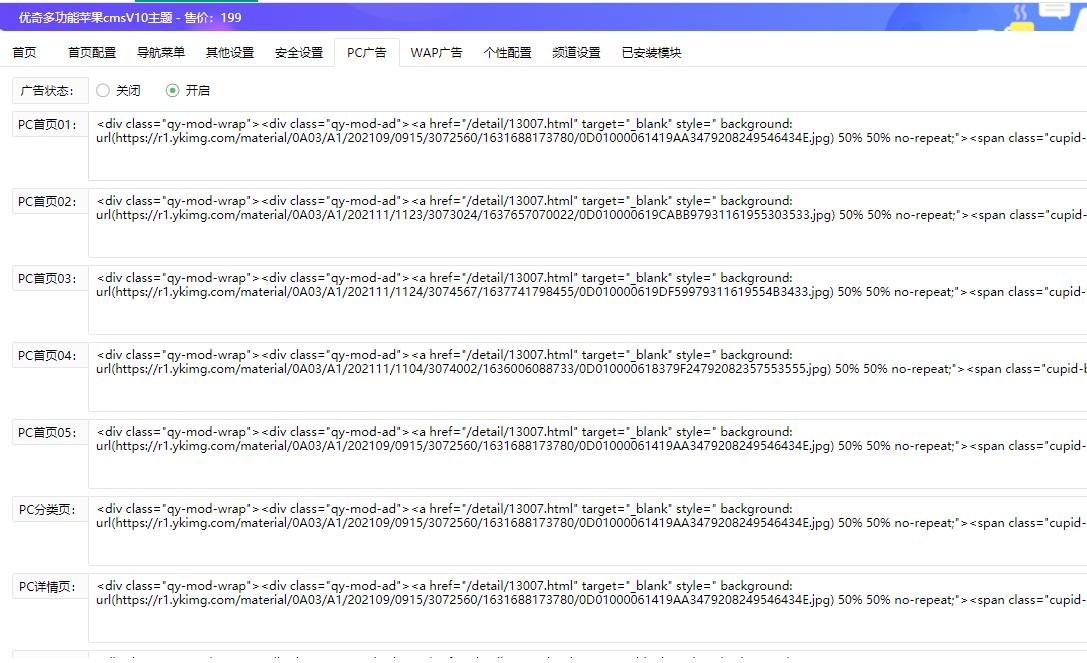 优奇多功能苹果cmsV10主题 - 售价：199
首页 首页配置 导航菜单 其他设置 安全设置 PC广告 WAP广告 个性配置 频道设置 已安装模块
广告状态： 关闭 开启
PC首页01： <div class="qy-mod-wrap"><div class="qy-mod-ad"><a href="/detail/13007.html" target="_blank" style=" background:
url(https://r1.ykimg.com/material/0A03/A1/202109/0915/3072560/1631688173780/0D01000061419AA3479208249546434E.jpg) 50% 50% no-repeat;"><span class="cupid-
PC首页02： <div class="qy-mod-wrap"><div class="qy-mod-ad"><a href="/detail/13007.html" target="_blank" style=" background:
url(https://r1.ykimg.com/material/0A03/A1/202111/1123/3073024/1637657070022/0D010000619CABB97931161955303533.jpg) 50% 50% no-repeat;"><span class="cupid-
PC首页03： <div class="qy-mod-wrap"><div class="qy-mod-ad"><a href="/detail/13007.html" target="_blank" style=" background:
url(https://r1.ykimg.com/material/0A03/A1/202111/1124/3074567/1637741798455/0D010000619DF59979311619554B3433.jpg) 50% 50% no-repeat;"><span class="cupid-
PC首页04： <div class="qy-mod-wrap"><div class="qy-mod-ad"><a href="/detail/13007.html" target="_blank" style=" background:
url(https://r1.ykimg.com/material/0A03/A1/202111/1104/3074002/1636006088733/0D010000618379F24792082357553555.jpg) 50% 50% no-repeat;"><span class="cupid-b
PC首页05： <div class="qy-mod-wrap"><div class="qy-mod-ad"><a href="/detail/13007.html" target="_blank" style=" background:
url(https://r1.ykimg.com/material/0A03/A1/202109/0915/3072560/1631688173780/0D01000061419AA3479208249546434E.jpg) 50% 50% no-repeat;"><span class="cupid-
PC分类页： <div class="qy-mod-wrap"><div class="qy-mod-ad"><a href="/detail/13007.html" target="_blank" style=" background:
url(https://r1.ykimg.com/material/0A03/A1/202109/0915/3072560/1631688173780/0D01000061419AA3479208249546434E.jpg) 50% 50% no-repeat;"><span class="cupid-
PC详情页： <div class="qy-mod-wrap"><div class="qy-mod-ad"><a href="/detail/13007.html" target="_blank" style=" background:
url(https://r1.ykimg.com/material/0A03/A1/202109/0915/3072560/1631688173780/0D01000061419AA3479208249546434E.jpg) 50% 50% no-repeat;"><span class="cupid-